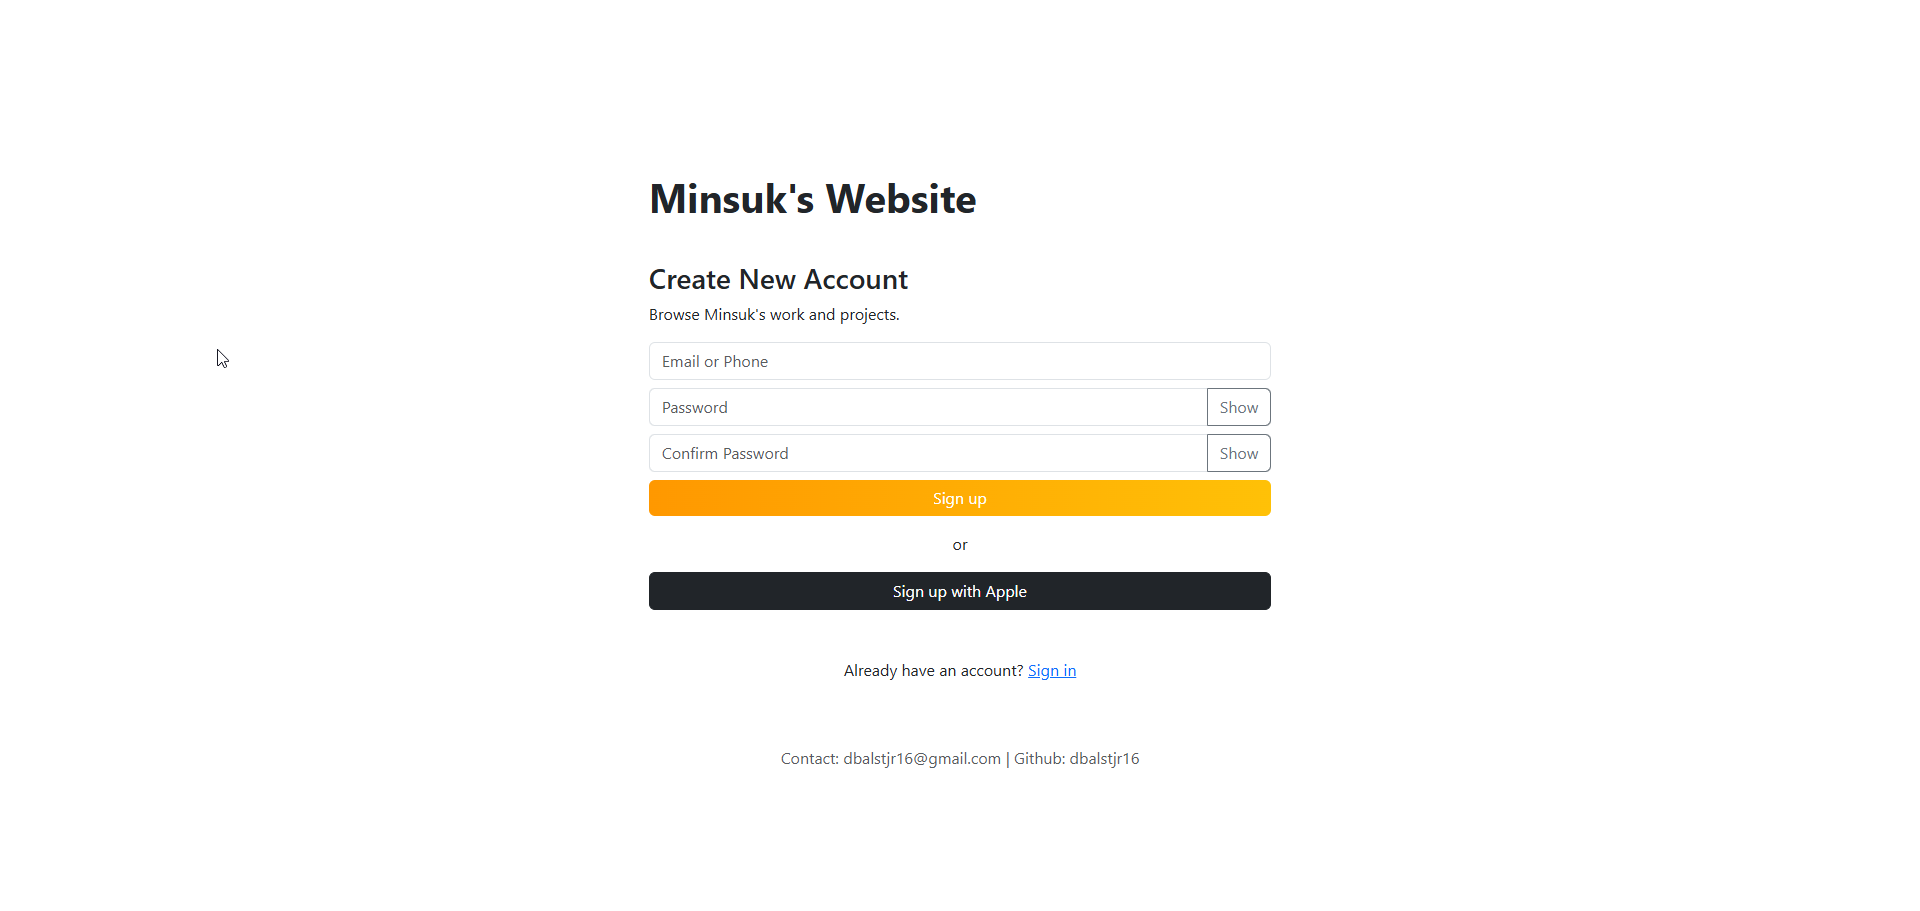 Minsuk's Website
Create New Account
Browse Minsuk's work and projects.
Email or Phone
Password Show
Confirm Password Show
Sign up
or
Sign up with Apple
Already have an account? Sign in
Contact: dbalstjr16@gmail.com | Github: dbalstjr16